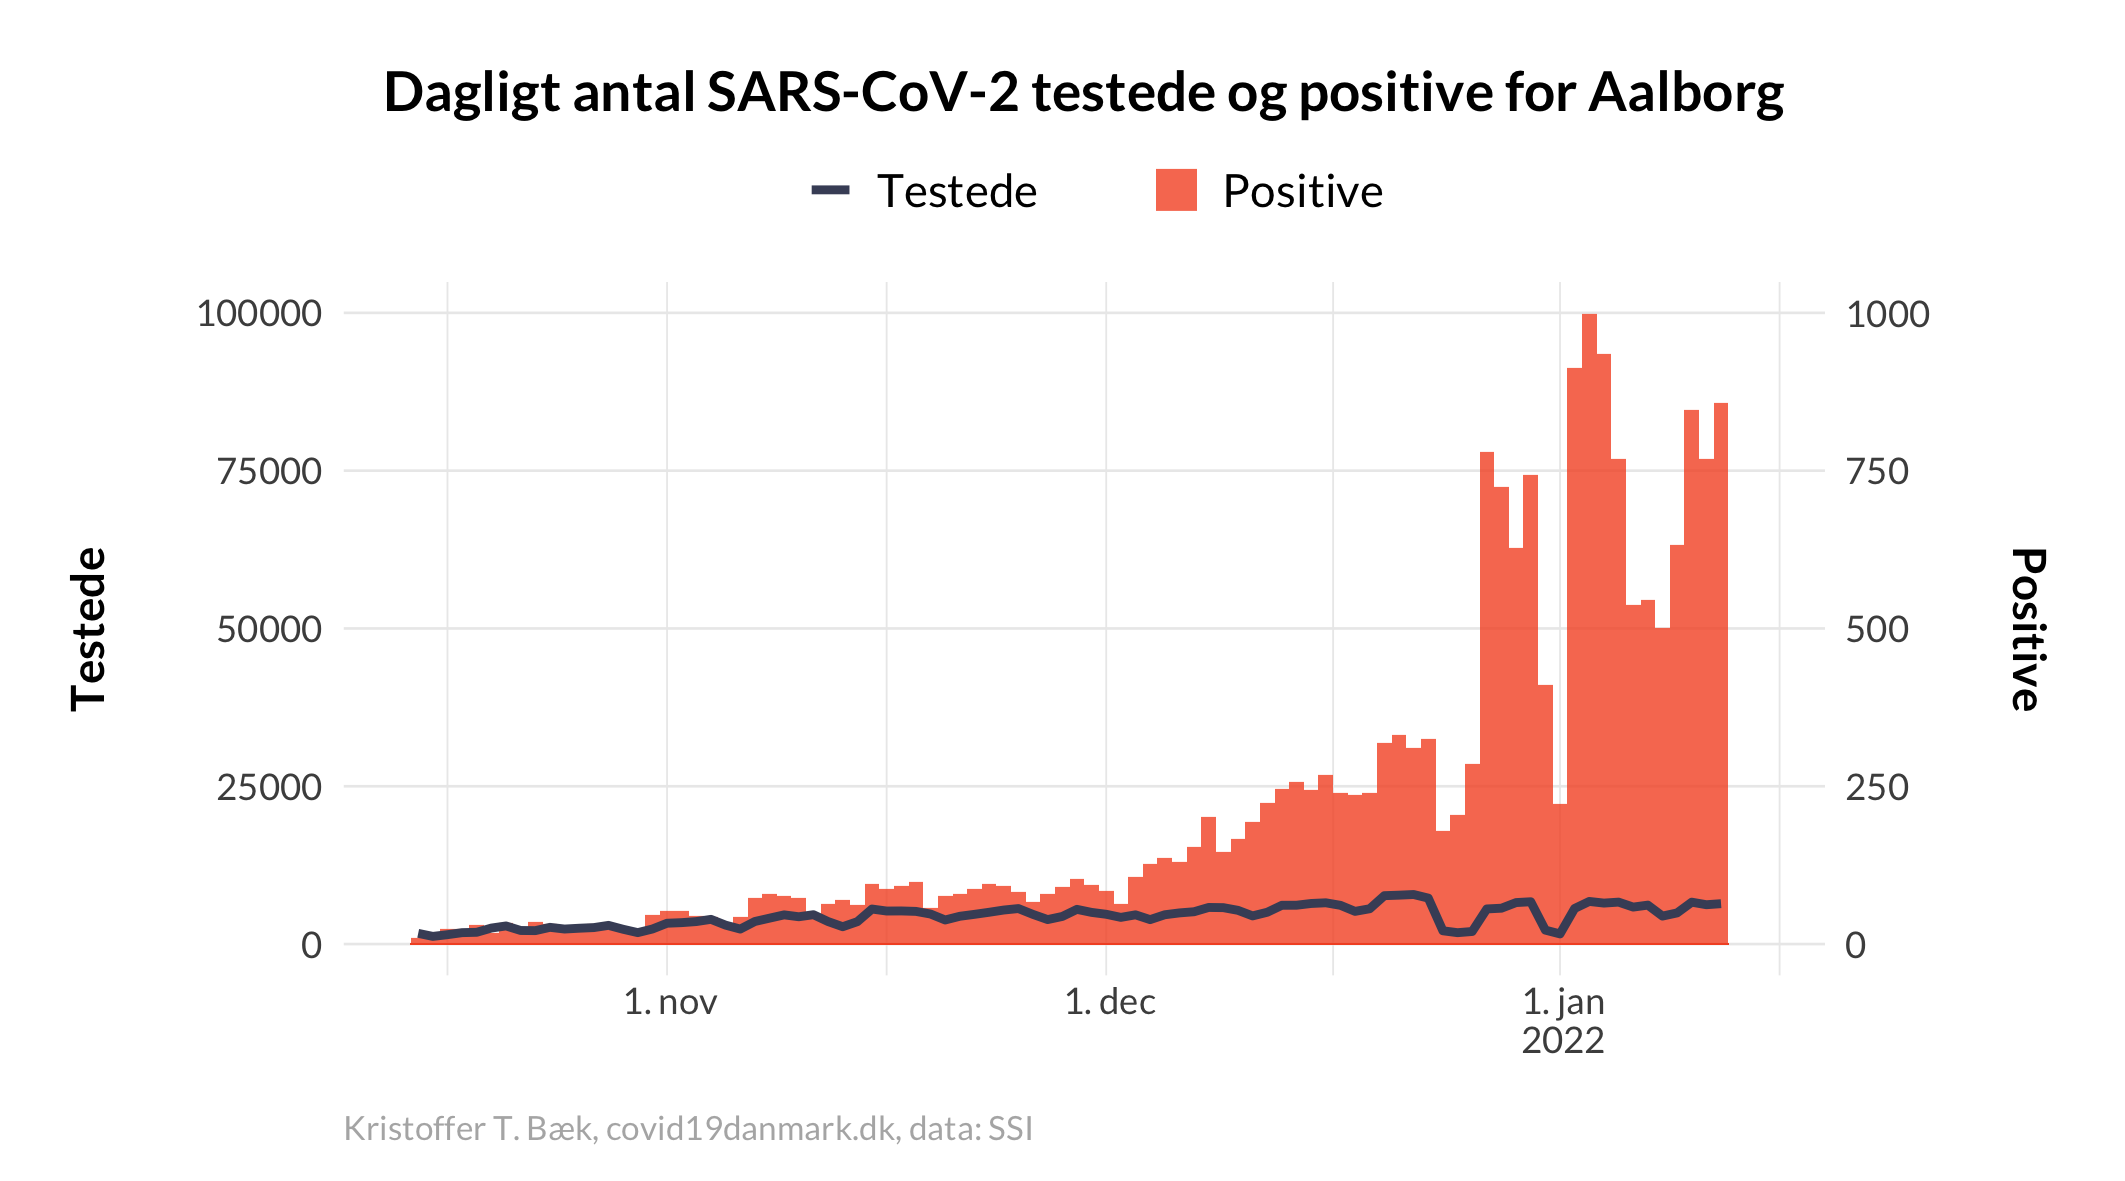 Dagligt antal SARS-CoV-2 testede og positive for Aalborg
Testede
Positive
100000
75000
50000
25000
0
1000
750
500
250
0
Testede
Positive
1. nov
1. dec
1. jan
2022
Kristoffer T. Bæk, covid19danmark.dk, data: SSI